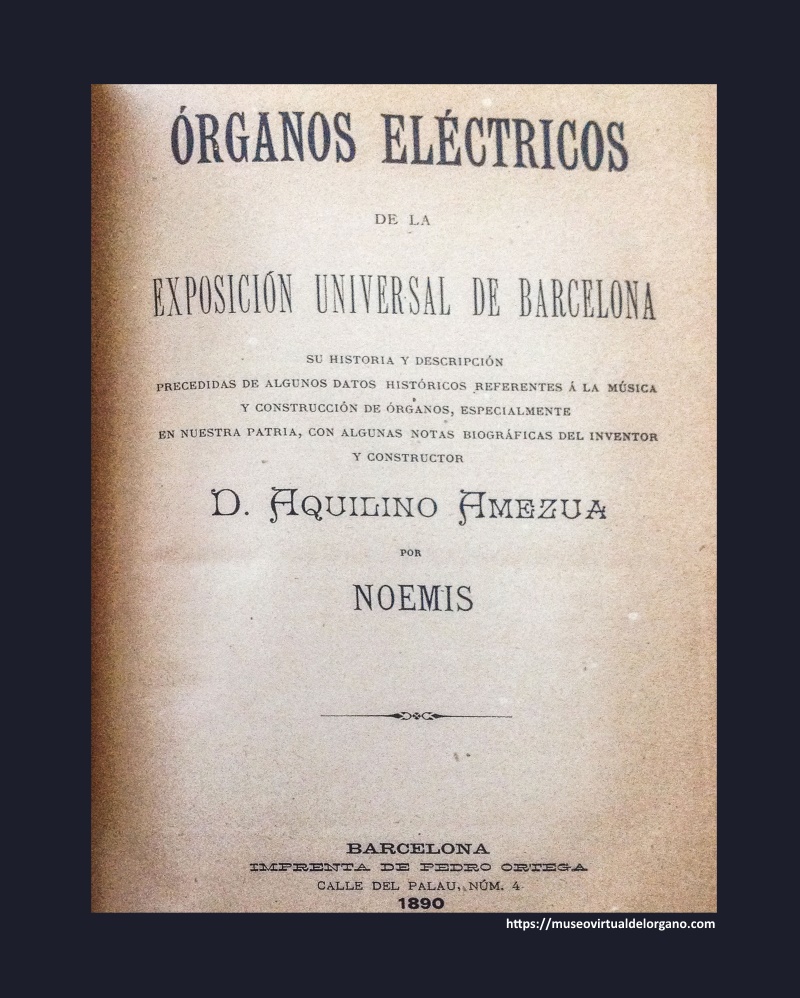 ÓRGANOS ELÉCTRICOS
DE LA
EXPOSICIÓN UNIVERSAL DE BARCELONA
SU HISTORIA Y DESCRIPCIÓN
PRECEDIDAS DE ALGUNOS DATOS HISTÓRICOS REFERENTES Á LA MÚSICA
Y CONSTRUCCIÓN DE ÓRGANOS, ESPECIALMENTE
EN NUESTRA PATRIA, CON ALGUNAS NOTAS BIOGRÁFICAS DEL INVENTOR
Y CONSTRUCTOR
D. AQUILINO AMEZUA
POR
NOEMIS
BARCELONA
IMPRENTA DE PEDRO ORTEGA
CALLE DEL PALAU, NÚM. 4
1890
https://museovirtualdelorgano.com